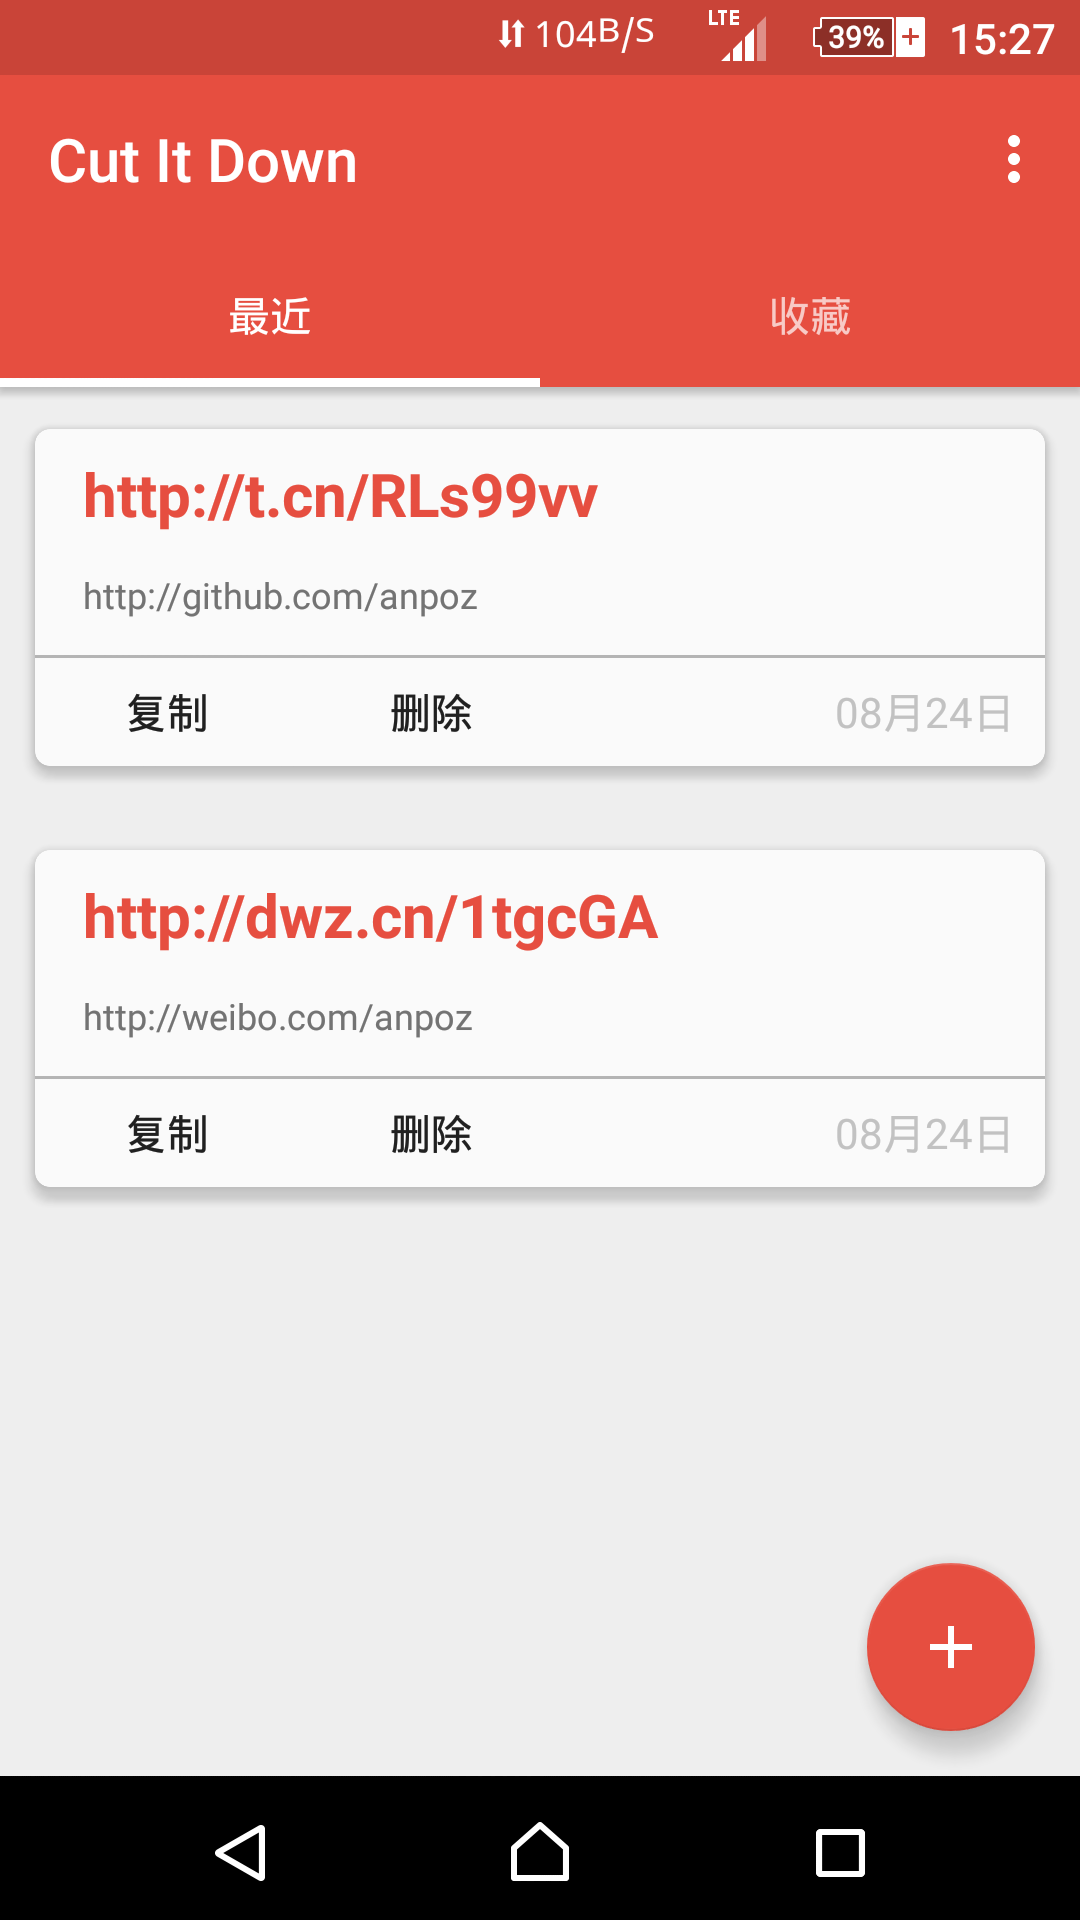 104B/S LTE 39% 15:27
Cut It Down
最近 收藏
http://t.cn/RLs99vv
http://github.com/anpoz
复制 删除 08月24日
http://dwz.cn/1tgcGA
http://weibo.com/anpoz
复制 删除 08月24日